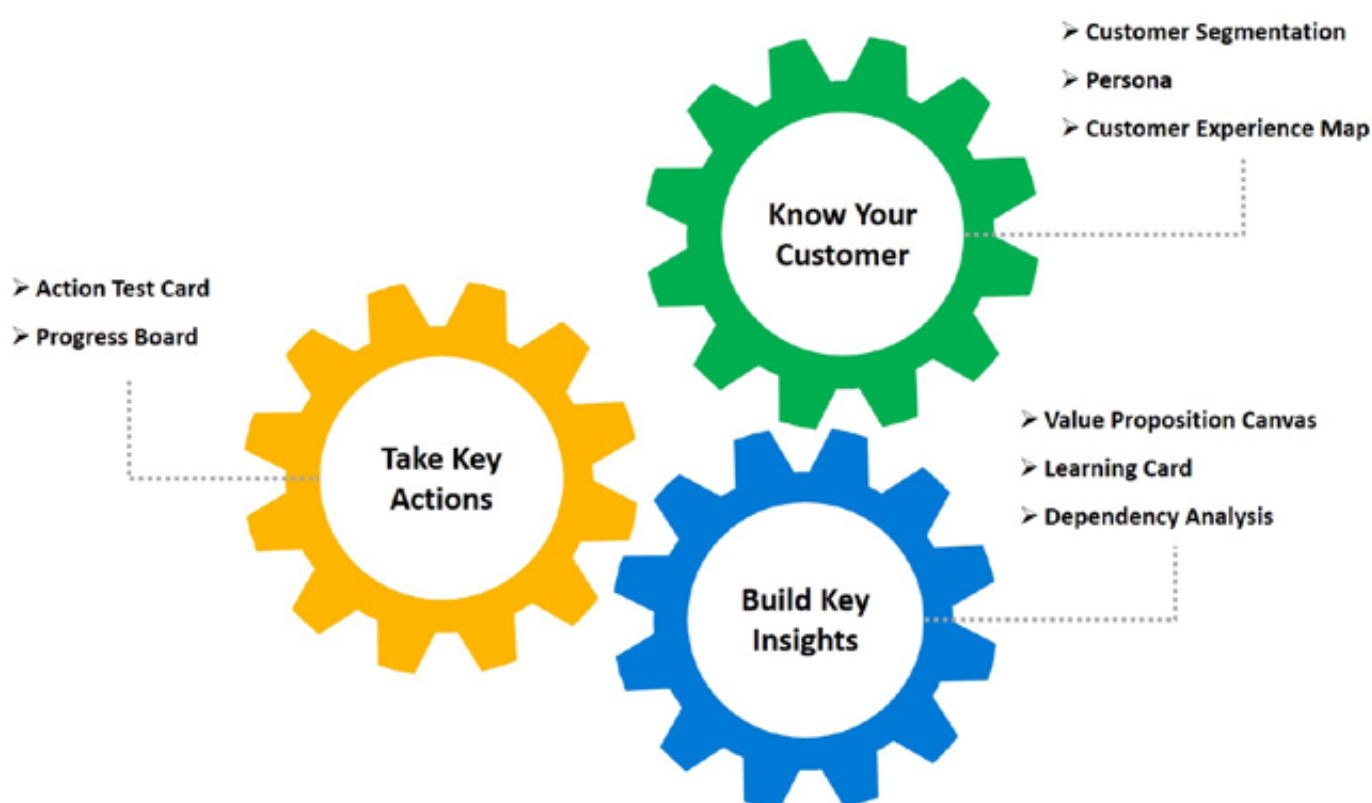 ➢ Customer Segmentation
➢ Persona
➢ Customer Experience Map
Know Your
Customer
➢ Action Test Card
➢ Progress Board
Take Key
Actions
➢ Value Proposition Canvas
➢ Learning Card
➢ Dependency Analysis
Build Key
Insights